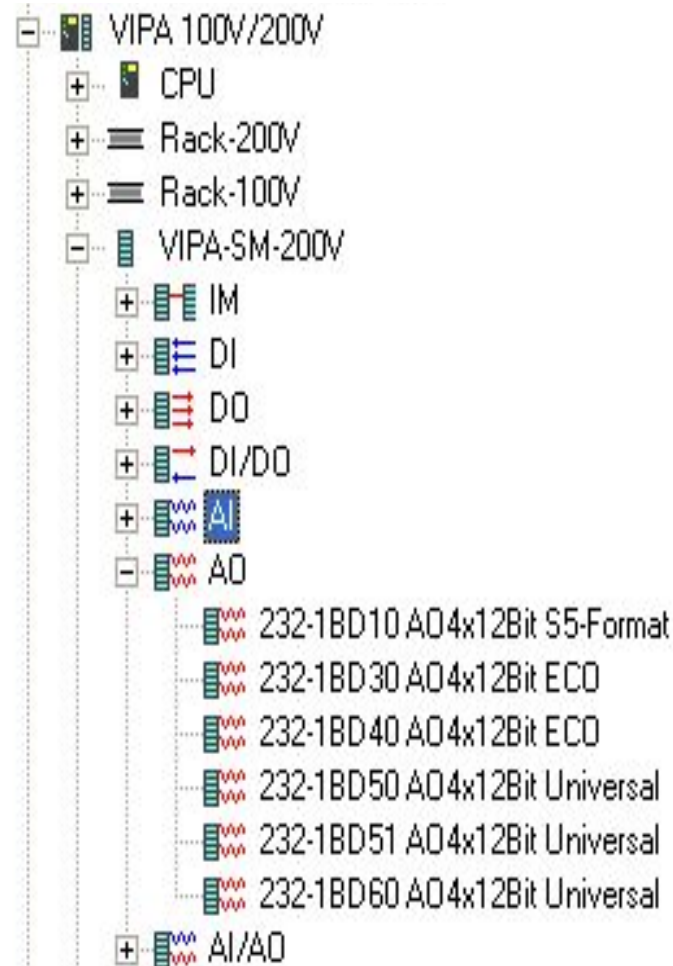 VIPA 100V/200V
CPU
Rack-200V
Rack-100V
VIPA-SM-200V
IM
DI
DO
DI/DO
AI
AO
232-1BD10 AO4x12Bit S5-Format
232-1BD30 AO4x12Bit ECO
232-1BD40 AO4x12Bit ECO
232-1BD50 AO4x12Bit Universal
232-1BD51 AO4x12Bit Universal
232-1BD60 AO4x12Bit Universal
AI/AO